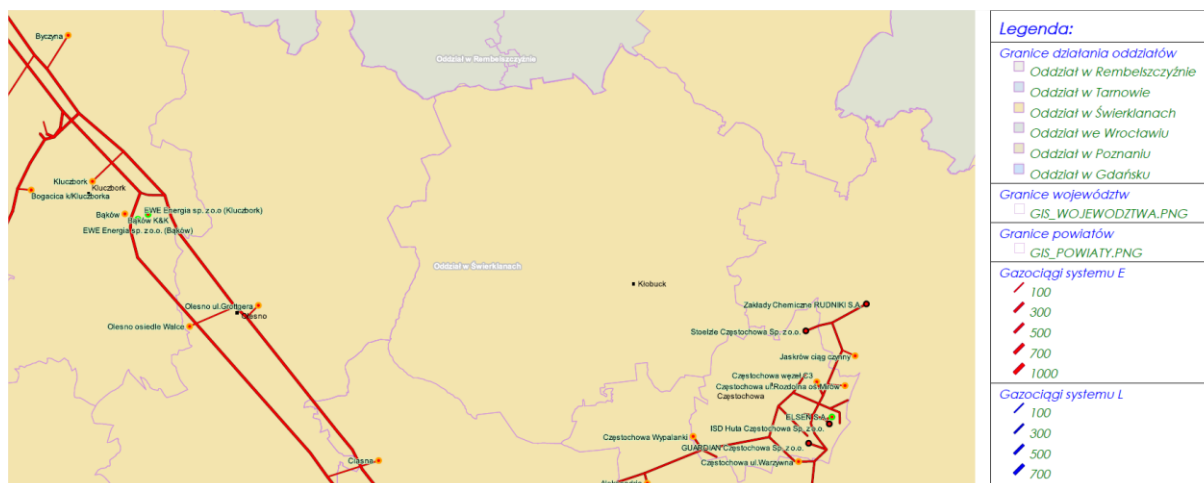 Byczyna
Oddział w Rembelszczyźnie
Kluczbork
Kluczbork
Bogacica k/Kluczborka
Bąków
EWE Energia sp. z.o.o (Kluczbork)
Bąków K&K
EWE Energia sp. z.o.o. (Bąków)
Oddział w Świerklanach
Kłobuck
Olesno ul.Grottgera
Olesno
Olesno osiedle Walce
Zakłady Chemiczne RUDNIKI S.A.
Stoelzle Częstochowa Sp. z o.o.
Jaskrów ciąg czynny
Częstochowa węzeł C3
Częstochowa ul.Rozdolna os.Mirów
Częstochowa
ELSEN S.A.
ISD Huta Częstochowa Sp. z o.o.
Częstochowa Wypalanki
GUARDIAN Częstochowa Sp. z o.o.
Częstochowa ul.Warzywna
Ciasna
Legenda:
Granice działania oddziałów
Oddział w Rembelszczyźnie
Oddział w Tarnowie
Oddział w Świerklanach
Oddział we Wrocławiu
Oddział w Poznaniu
Oddział w Gdańsku
Granice województw
GIS_WOJEWODZTWA.PNG
Granice powiatów
GIS_POWIATY.PNG
Gazociągi systemu E
100
300
500
700
1000
Gazociągi systemu L
100
300
500
700